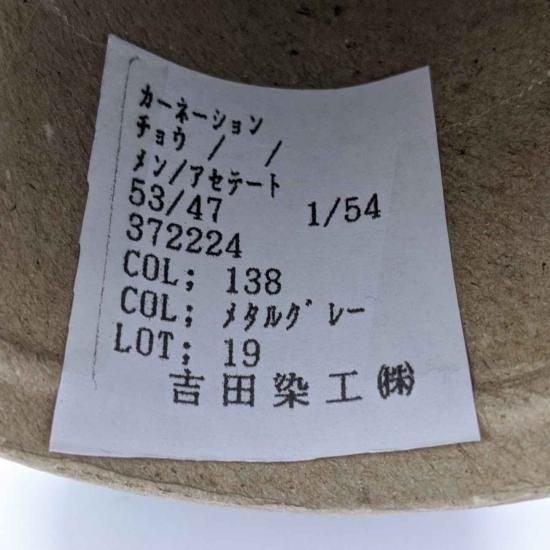 カーネーション
チョウ / /
メン/アセテート
53/47 1/54
372224
COL; 138
COL; メタルグレー
LOT; 19
吉田染工㈱